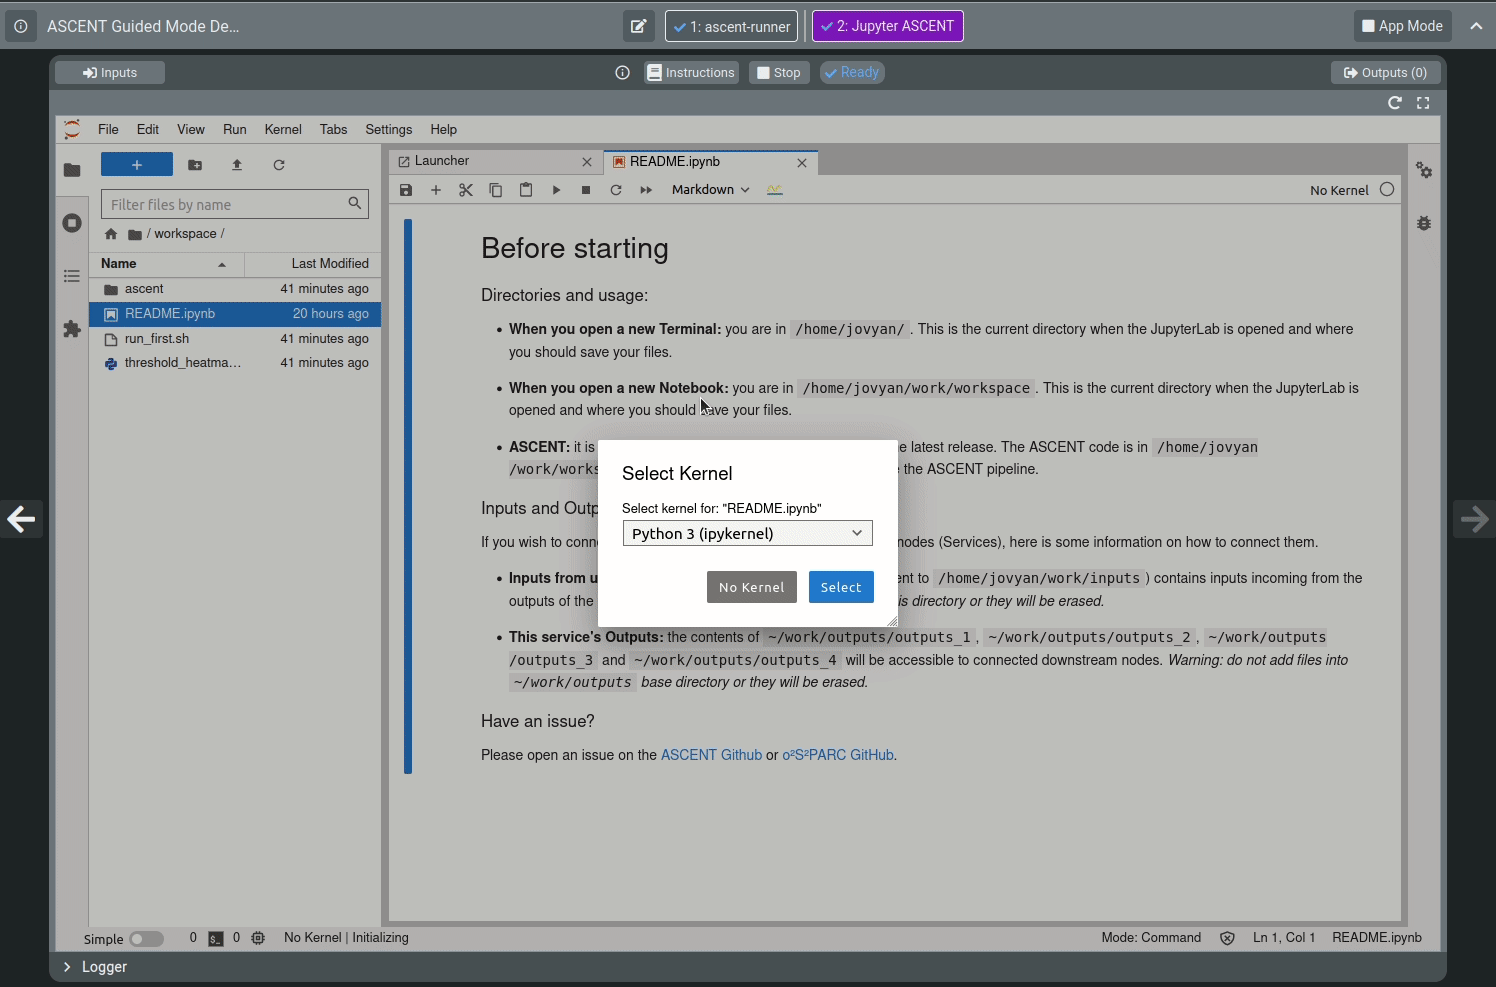 ASCENT Guided Mode De...
1: ascent-runner
2: Jupyter ASCENT
App Mode
Inputs
Instructions
Stop
Ready
Outputs (0)
File Edit View Run Kernel Tabs Settings Help
Filter files by name
/ workspace /
Name Last Modified
ascent 41 minutes ago
README.ipynb 20 hours ago
run_first.sh 41 minutes ago
threshold_heatma... 41 minutes ago
Launcher
README.ipynb
Markdown
No Kernel
Before starting
Directories and usage:
• When you open a new Terminal: you are in /home/jovyan/ . This is the current directory when the JupyterLab is opened and where
you should save your files.
• When you open a new Notebook: you are in /home/jovyan/work/workspace . This is the current directory when the JupyterLab is
opened and where you should save your files.
• ASCENT: it is e latest release. The ASCENT code is in /home/jovyan
/work/works the ASCENT pipeline.
Inputs and Outp
If you wish to conn nodes (Services), here is some information on how to connect them.
• Inputs from u ent to /home/jovyan/work/inputs ) contains inputs incoming from the
outputs of the is directory or they will be erased.
• This service's Outputs: the contents of ~/work/outputs/outputs_1 , ~/work/outputs/outputs_2 , ~/work/outputs
/outputs_3 and ~/work/outputs/outputs_4 will be accessible to connected downstream nodes. Warning: do not add files into
~/work/outputs base directory or they will be erased.
Have an issue?
Please open an issue on the ASCENT Github or o²S²PARC GitHub.
Select Kernel
Select kernel for: "README.ipynb"
Python 3 (ipykernel)
No Kernel
Select
Simple 0 $_ 0 No Kernel | Initializing
Mode: Command Ln 1, Col 1 README.ipynb
Logger